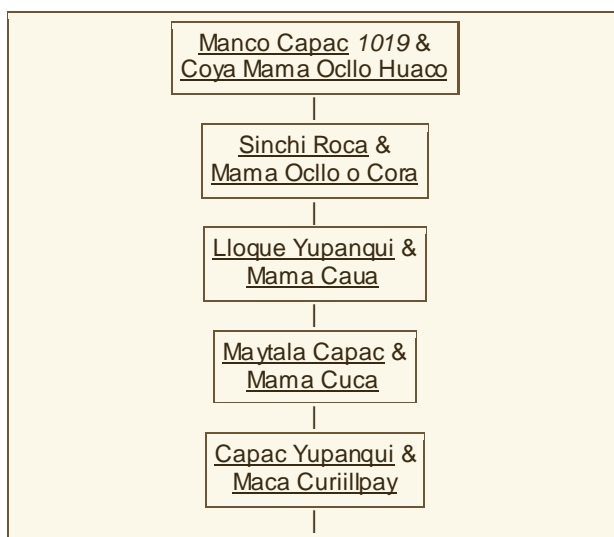 Manco Capac 1019 &
Coya Mama Ocllo Huaco
Sinchi Roca &
Mama Ocllo o Cora
Lloque Yupanqui &
Mama Caua
Maytala Capac &
Mama Cuca
Capac Yupanqui &
Maca Curiillpay